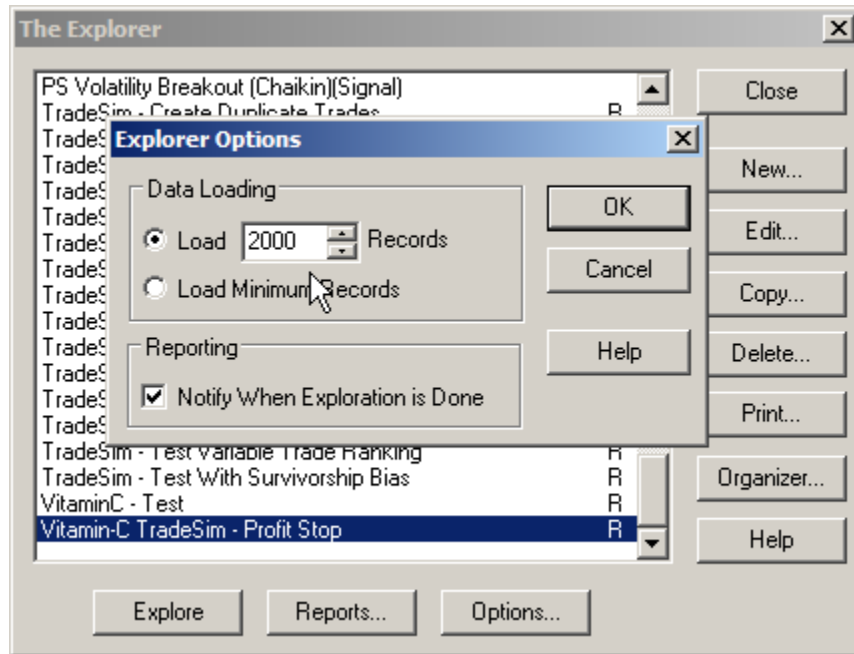 The Explorer
PS Volatility Breakout (Chaikin)(Signal)
TradeSim - Create Duplicate Trades R
Explorer Options
Data Loading
Load 2000 Records
Load Minimum Records
Reporting
Notify When Exploration is Done
OK
Cancel
Help
TradeSim - Test Variable Trade Ranking R
TradeSim - Test With Survivorship Bias R
VitaminC - Test R
Vitamin-C TradeSim - Profit Stop R
Close
New...
Edit...
Copy...
Delete...
Print...
Organizer...
Help
Explore
Reports...
Options...